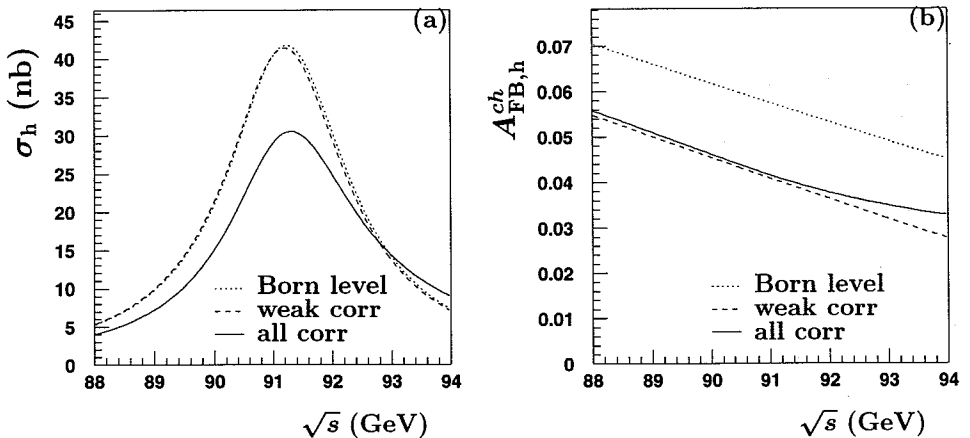 (a)
σh (nb)
45
40
35
30
25
20
15
10
5
0
Born level
weak corr
all corr
88 89 90 91 92 93 94
√s (GeV)
(b)
A^ch_FB,h
0.07
0.06
0.05
0.04
0.03
0.02
0.01
0
Born level
weak corr
all corr
88 89 90 91 92 93 94
√s (GeV)